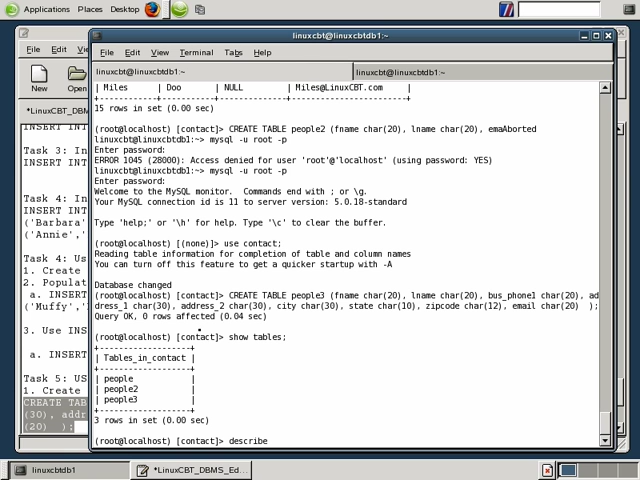 Applications Places Desktop
linuxcbt@linuxcbtdb1:~
File Edit Vi
File Edit View Terminal Tabs Help
New Open
linuxcbt@linuxcbtdb1:~ linuxcbt@linuxcbtdb1:~
*LinuxCBT_DBM
INSERT INT
Task 3: In
INSERT INT
Task 4: In
INSERT INT
('Barbara'
('Annie','
Task 4: Us
1. Create
2. Populat
a. INSER
('Muffy','
3. Use INS
a. INSERT
Task 5: US
1. Create
CREATE TAB
(30), addr
(20) );
| Miles | Doo | NULL | Miles@LinuxCBT.com |
+-----------+-----------+------------+----------------------+
15 rows in set (0.00 sec)
(root@localhost) [contact]> CREATE TABLE people2 (fname char(20), lname char(20), emaAborted
linuxcbt@linuxcbtdb1:~> mysql -u root -p
Enter password:
ERROR 1045 (28000): Access denied for user 'root'@'localhost' (using password: YES)
linuxcbt@linuxcbtdb1:~> mysql -u root -p
Enter password:
Welcome to the MySQL monitor. Commands end with ; or \g.
Your MySQL connection id is 11 to server version: 5.0.18-standard
Type 'help;' or '\h' for help. Type '\c' to clear the buffer.
(root@localhost) [(none)]> use contact;
Reading table information for completion of table and column names
You can turn off this feature to get a quicker startup with -A
Database changed
(root@localhost) [contact]> CREATE TABLE people3 (fname char(20), lname char(20), bus_phone1 char(20), ad
dress_1 char(30), address_2 char(30), city char(30), state char(10), zipcode char(12), email char(20) );
Query OK, 0 rows affected (0.04 sec)
(root@localhost) [contact]> show tables;
+-------------------+
| Tables_in_contact |
+-------------------+
| people |
| people2 |
| people3 |
+-------------------+
3 rows in set (0.00 sec)
(root@localhost) [contact]> describe
linuxcbtdb1 *LinuxCBT_DBMS_Ed...